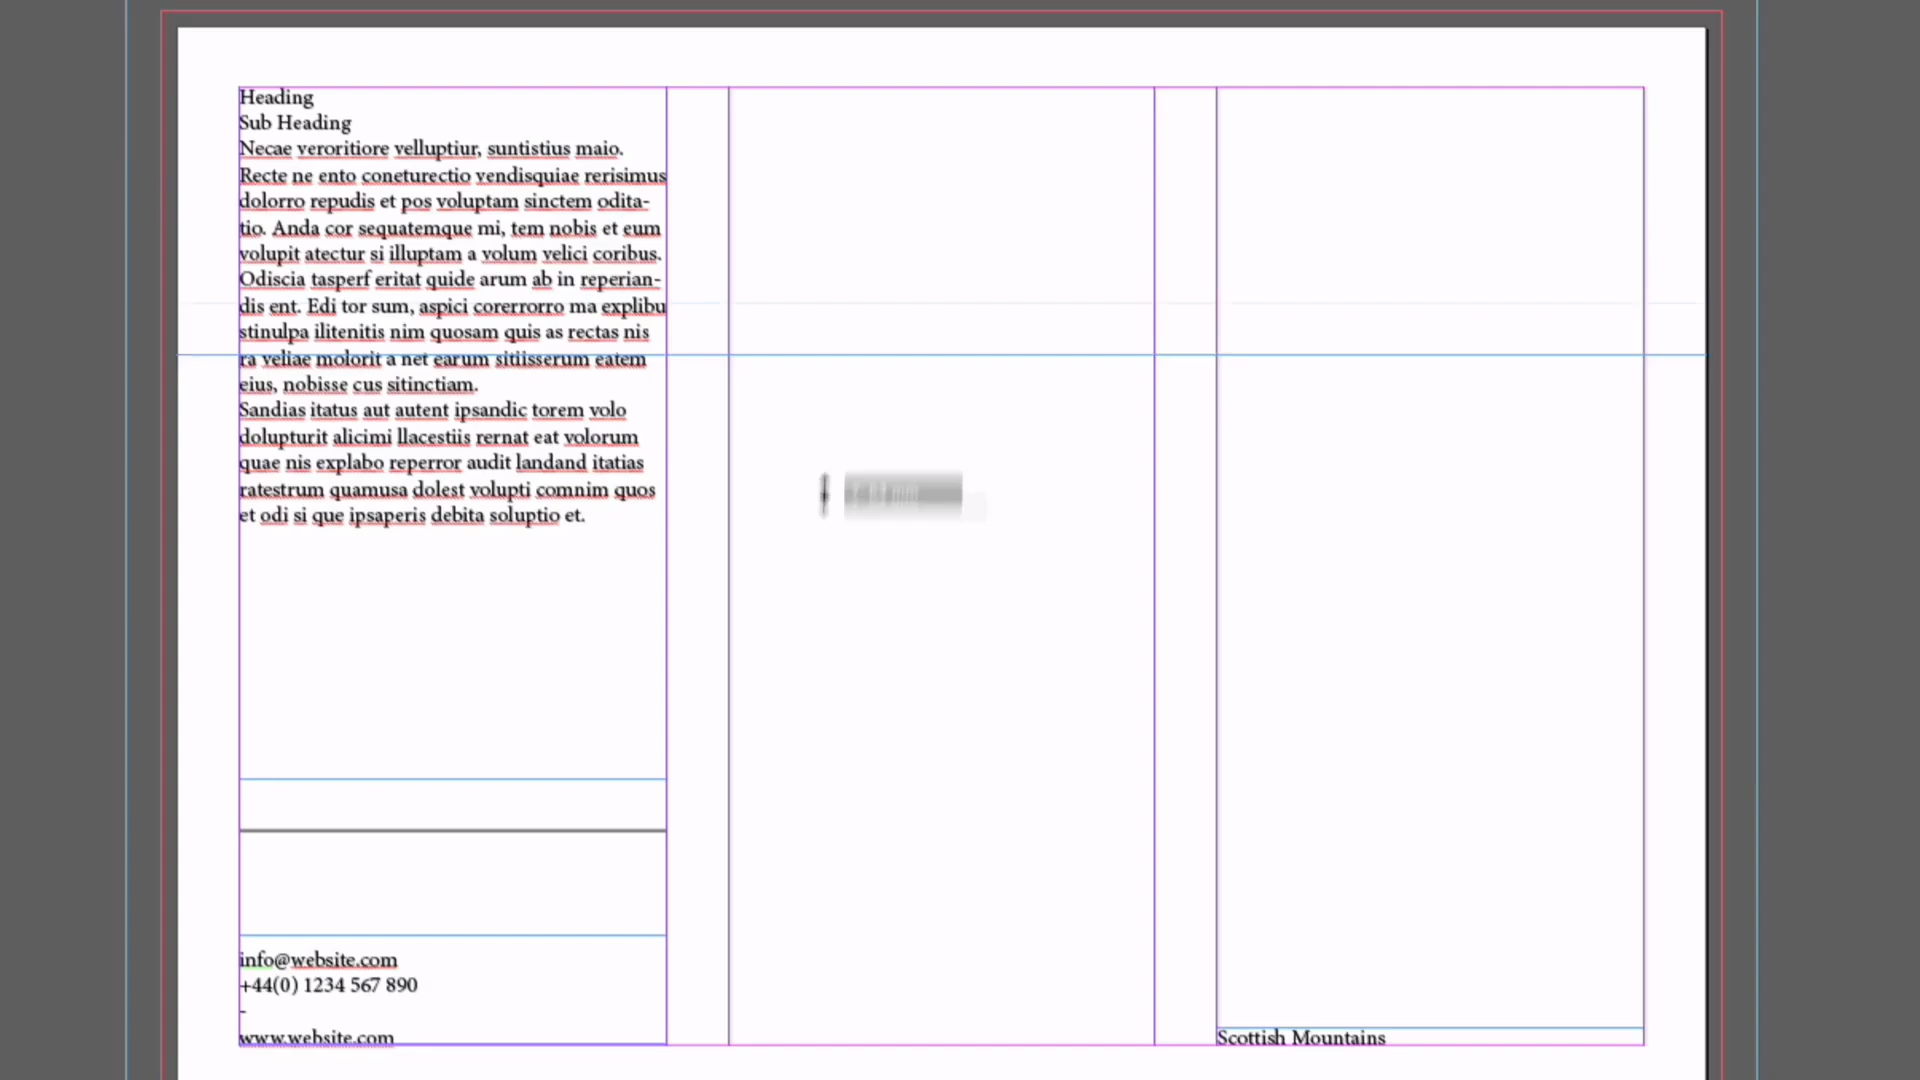 Heading
Sub Heading
Necae veroritiore velluptiur, suntistius maio.
Recte ne ento coneturectio vendisquiae rerisimus
dolorro repudis et pos voluptam sinctem odita-
tio. Anda cor sequatemque mi, tem nobis et eum
volupit atectur si illuptam a volum velici coribus.
Odiscia tasperf eritat quide arum ab in reperian-
dis ent. Edi tor sum, aspici corerrorro ma explibu
stinulpa ilitenitis nim quosam quis as rectas nis
ra veliae molorit a net earum sitiisserum eatem
eius, nobisse cus sitinctiam.
Sandias itatus aut autent ipsandic torem volo
dolupturit alicimi llacestiis rernat eat volorum
quae nis explabo reperror audit landand itatias
ratestrum quamusa dolest volupti comnim quos
et odi si que ipsaperis debita soluptio et.
info@website.com
+44(0) 1234 567 890
-
www.website.com
Scottish Mountains